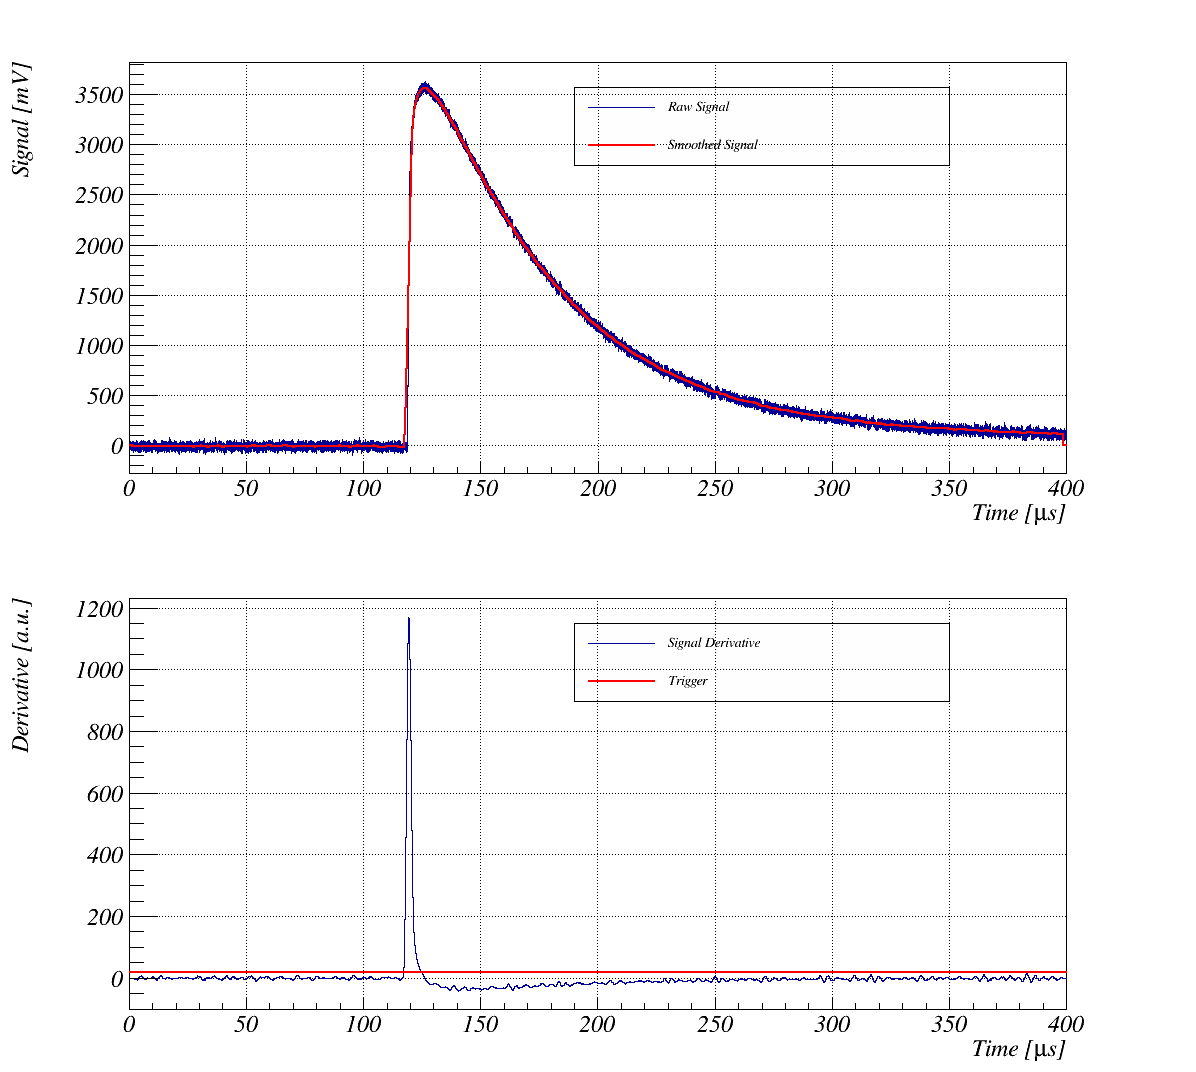 Signal [mV]
3500
3000
2500
2000
1500
1000
500
0
Raw Signal
Smoothed Signal
0 50 100 150 200 250 300 350 400
Time [μs]
Derivative [a.u.]
1200
1000
800
600
400
200
0
Signal Derivative
Trigger
0 50 100 150 200 250 300 350 400
Time [μs]